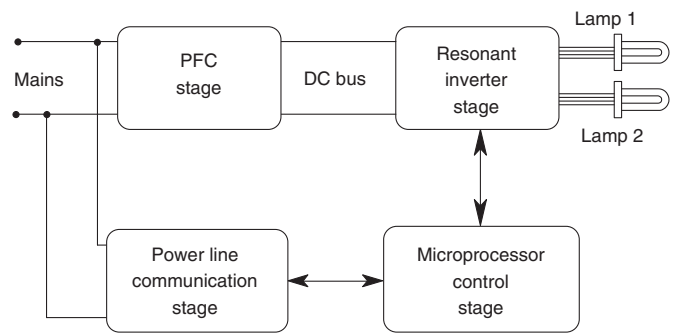 Lamp 1
Mains
PFC
stage
DC bus
Resonant
inverter
stage
Lamp 2
Power line
communication
stage
Microprocessor
control
stage